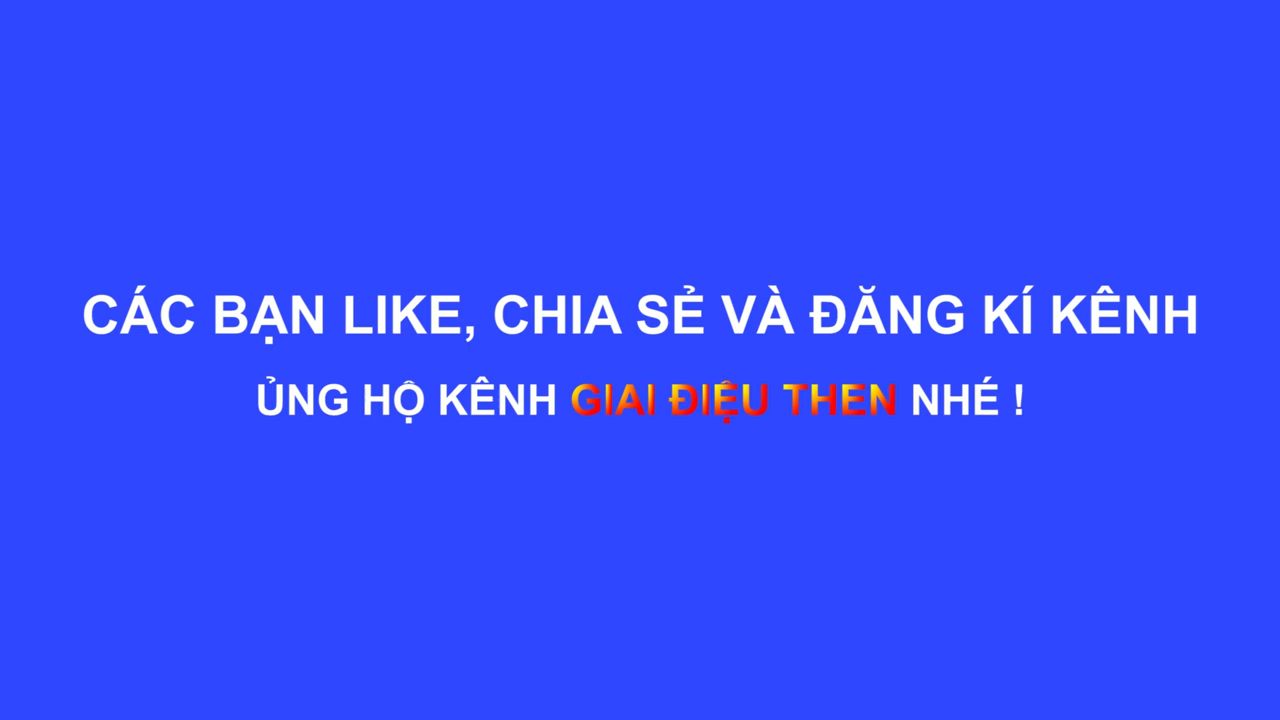 CÁC BẠN LIKE, CHIA SẺ VÀ ĐĂNG KÍ KÊNH
ỦNG HỘ KÊNH GIAI ĐIỆU THEN NHÉ !